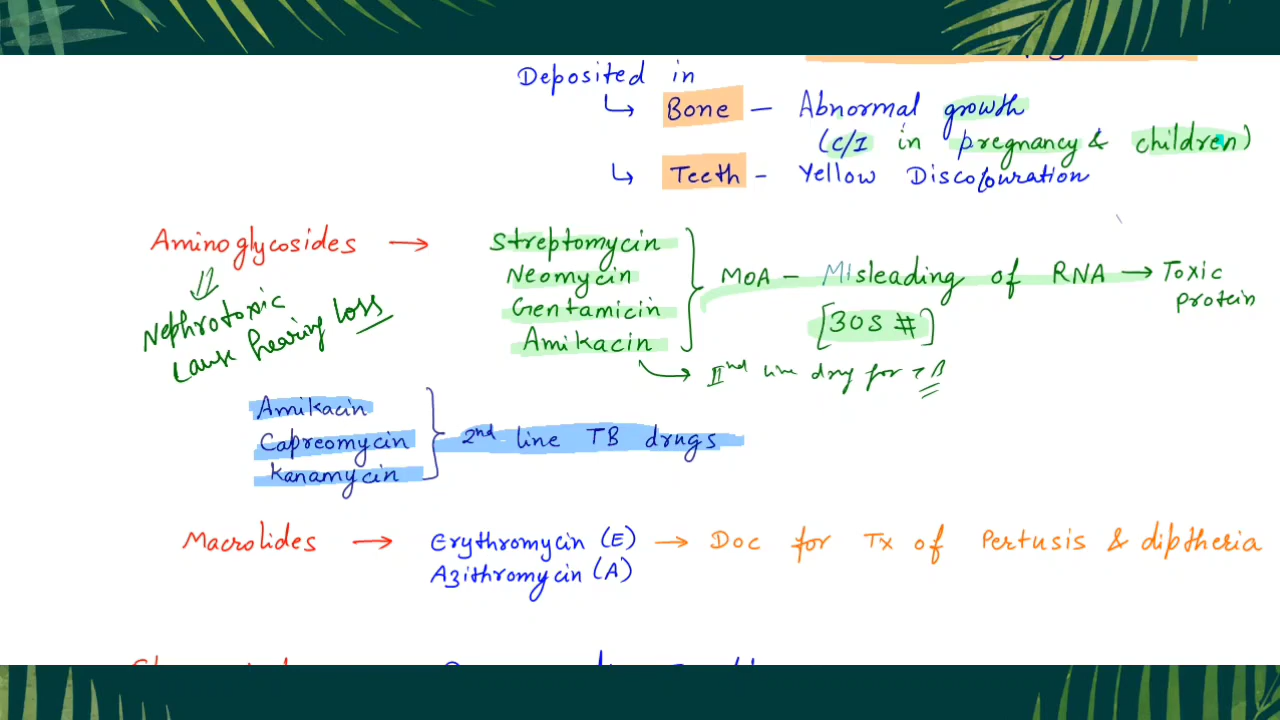 Deposited in
↳ Bone – Abnormal growth
(C/I in pregnancy & children)
↳ Teeth – Yellow Discolouration
Aminoglycosides → Streptomycin
Neomycin
Gentamicin
Amikacin
MOA – Misleading of RNA → Toxic protein
[30S #]
⇓
Nephrotoxic
cause hearing loss
→ IInd line drug for TB
Amikacin
Capreomycin
Kanamycin
2nd line TB drugs
Macrolides → Erythromycin (E) → DOC for Tx of Pertusis & diptheria
Azithromycin (A)